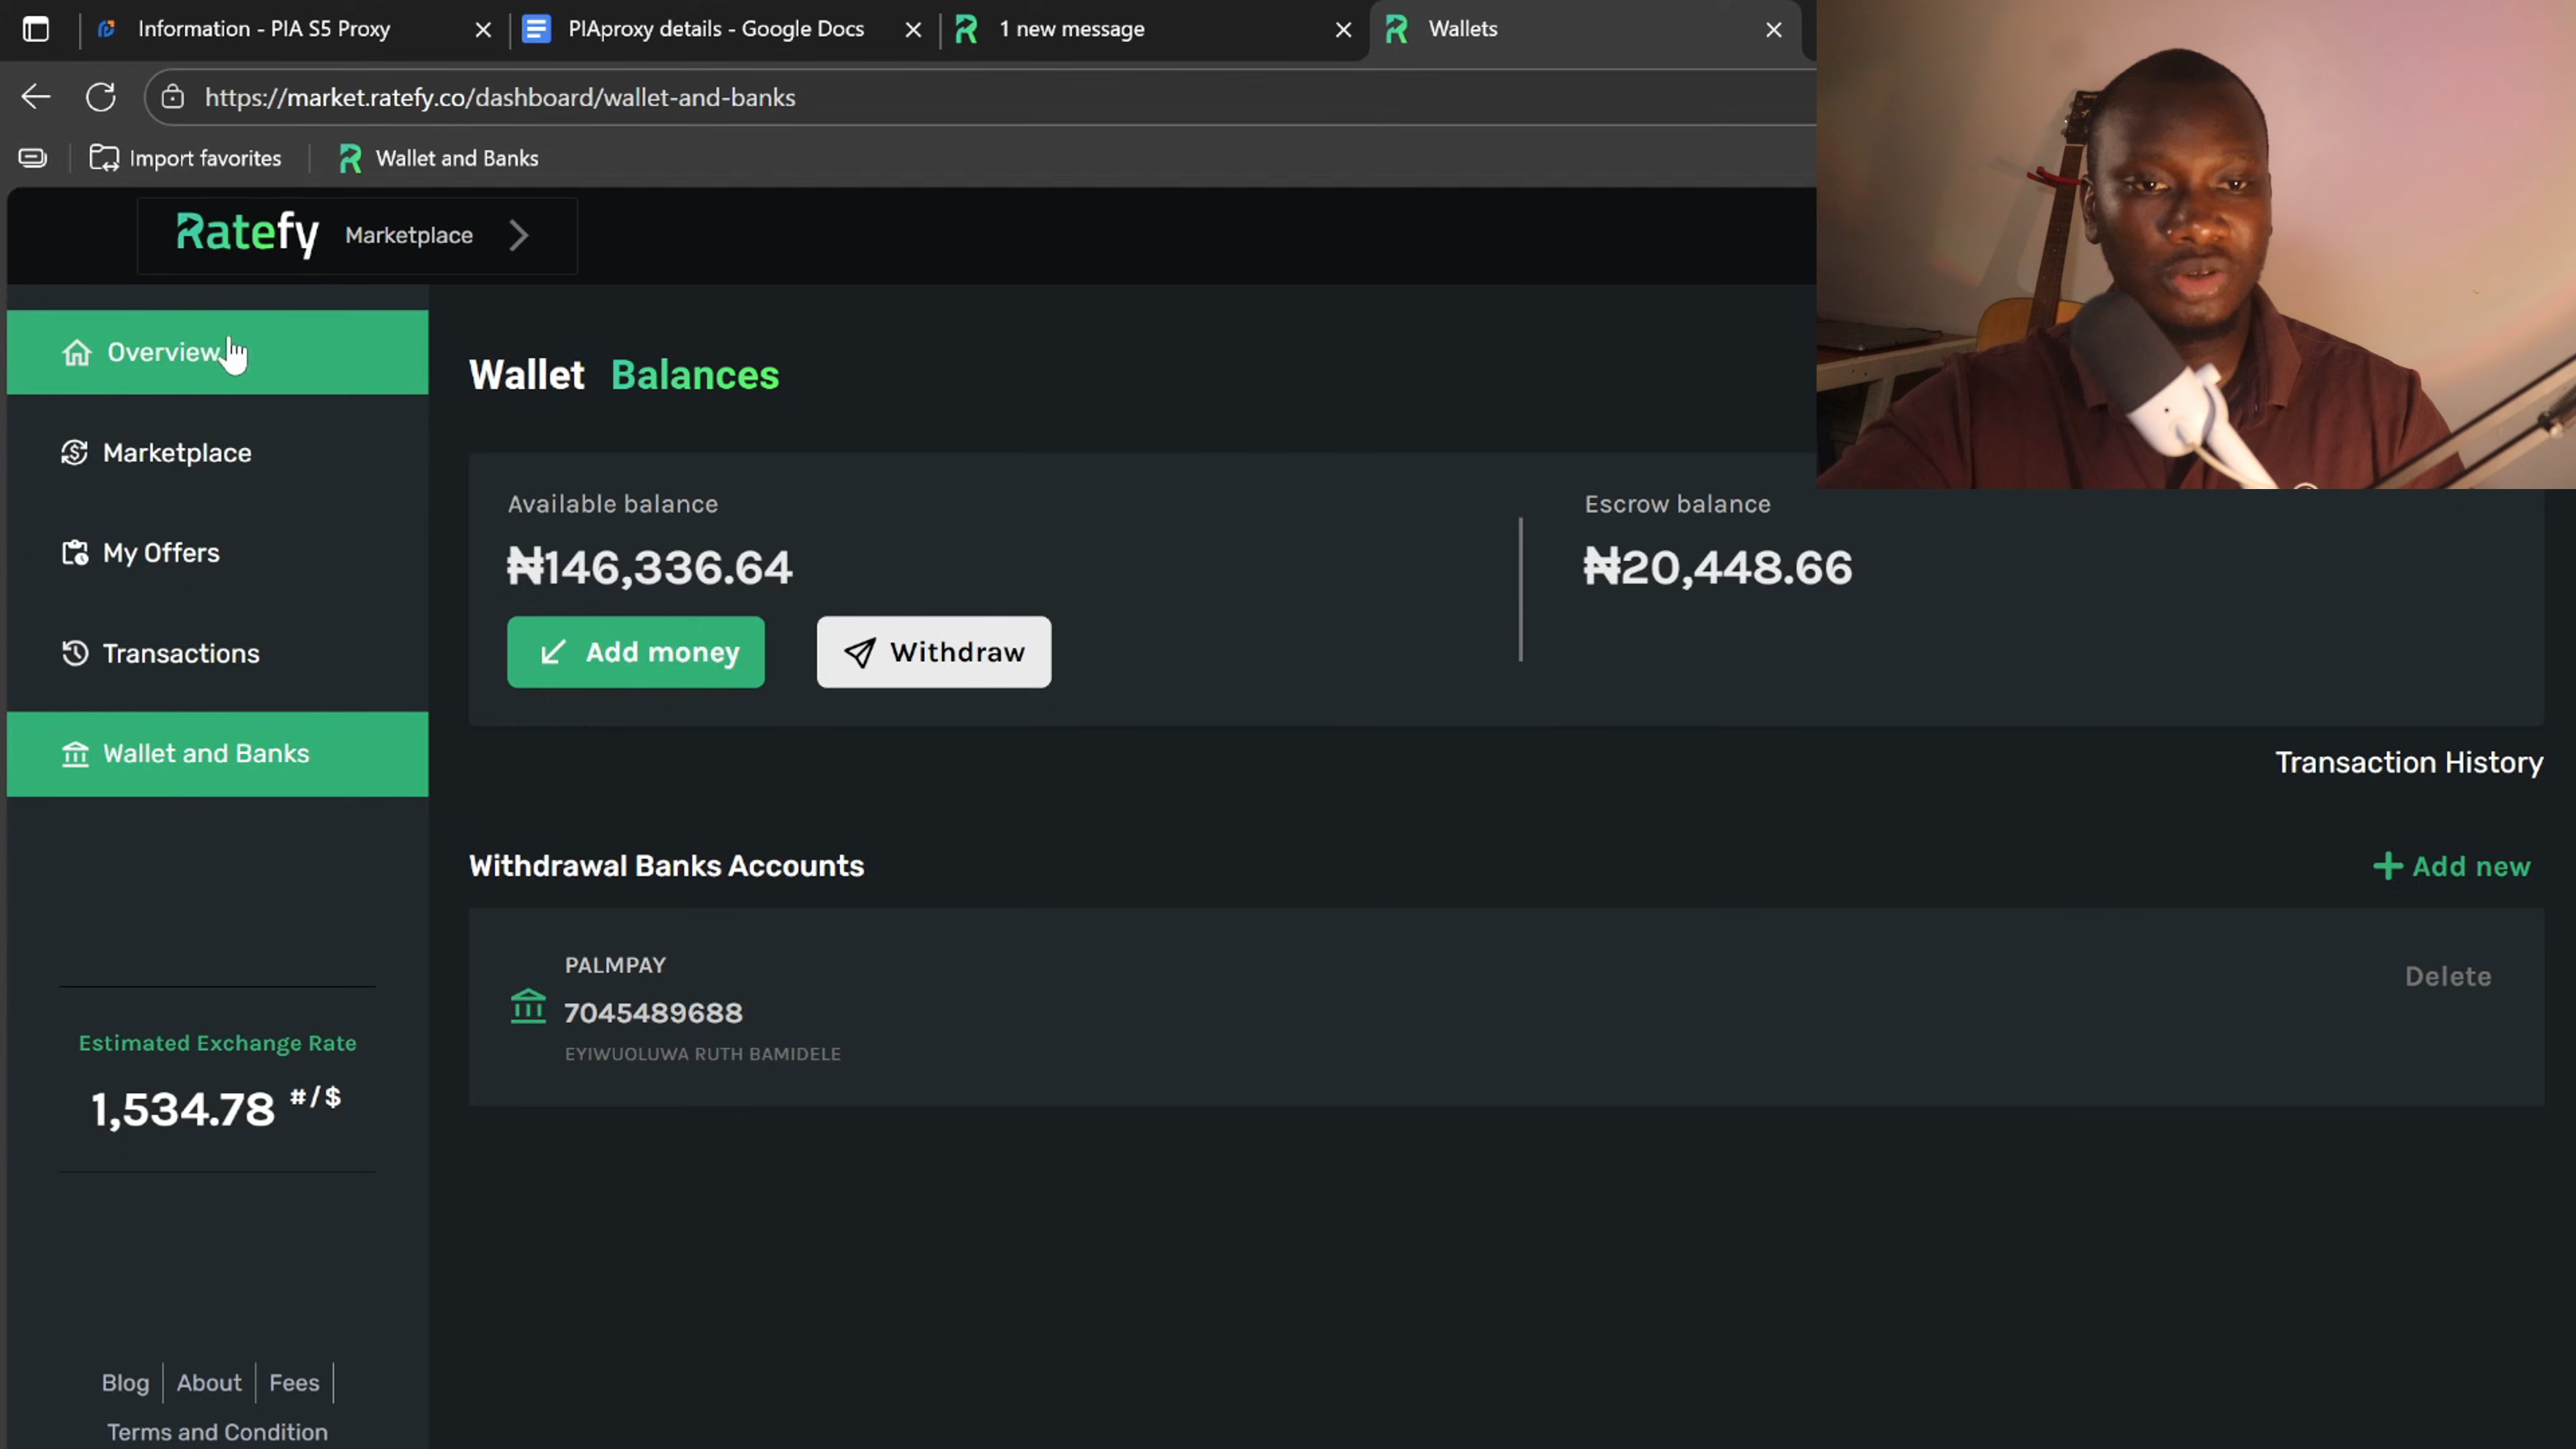 Information - PIA S5 Proxy
PIAproxy details - Google Docs
1 new message
Wallets
https://market.ratefy.co/dashboard/wallet-and-banks
Import favorites
Wallet and Banks
Ratefy Marketplace
Overview
Marketplace
My Offers
Transactions
Wallet and Banks
Estimated Exchange Rate
1,534.78 #/$
Blog About Fees
Terms and Condition
Wallet Balances
Available balance
₦146,336.64
Add money
Withdraw
Escrow balance
₦20,448.66
Transaction History
Withdrawal Banks Accounts
Add new
PALMPAY
7045489688
EYIWUOLUWA RUTH BAMIDELE
Delete